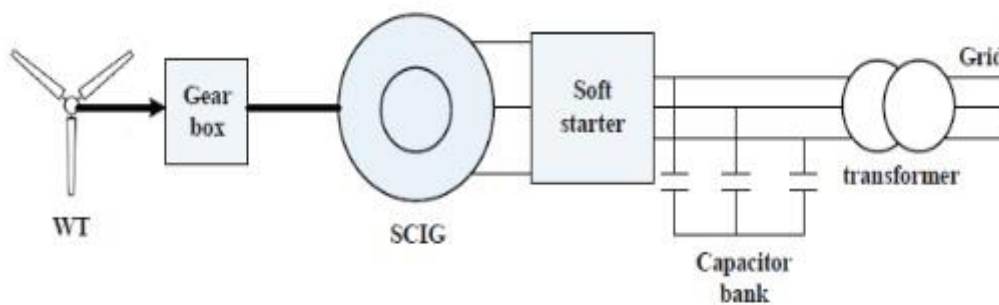 WT
Gear
box
SCIG
Soft
starter
Capacitor
bank
transformer
Grid